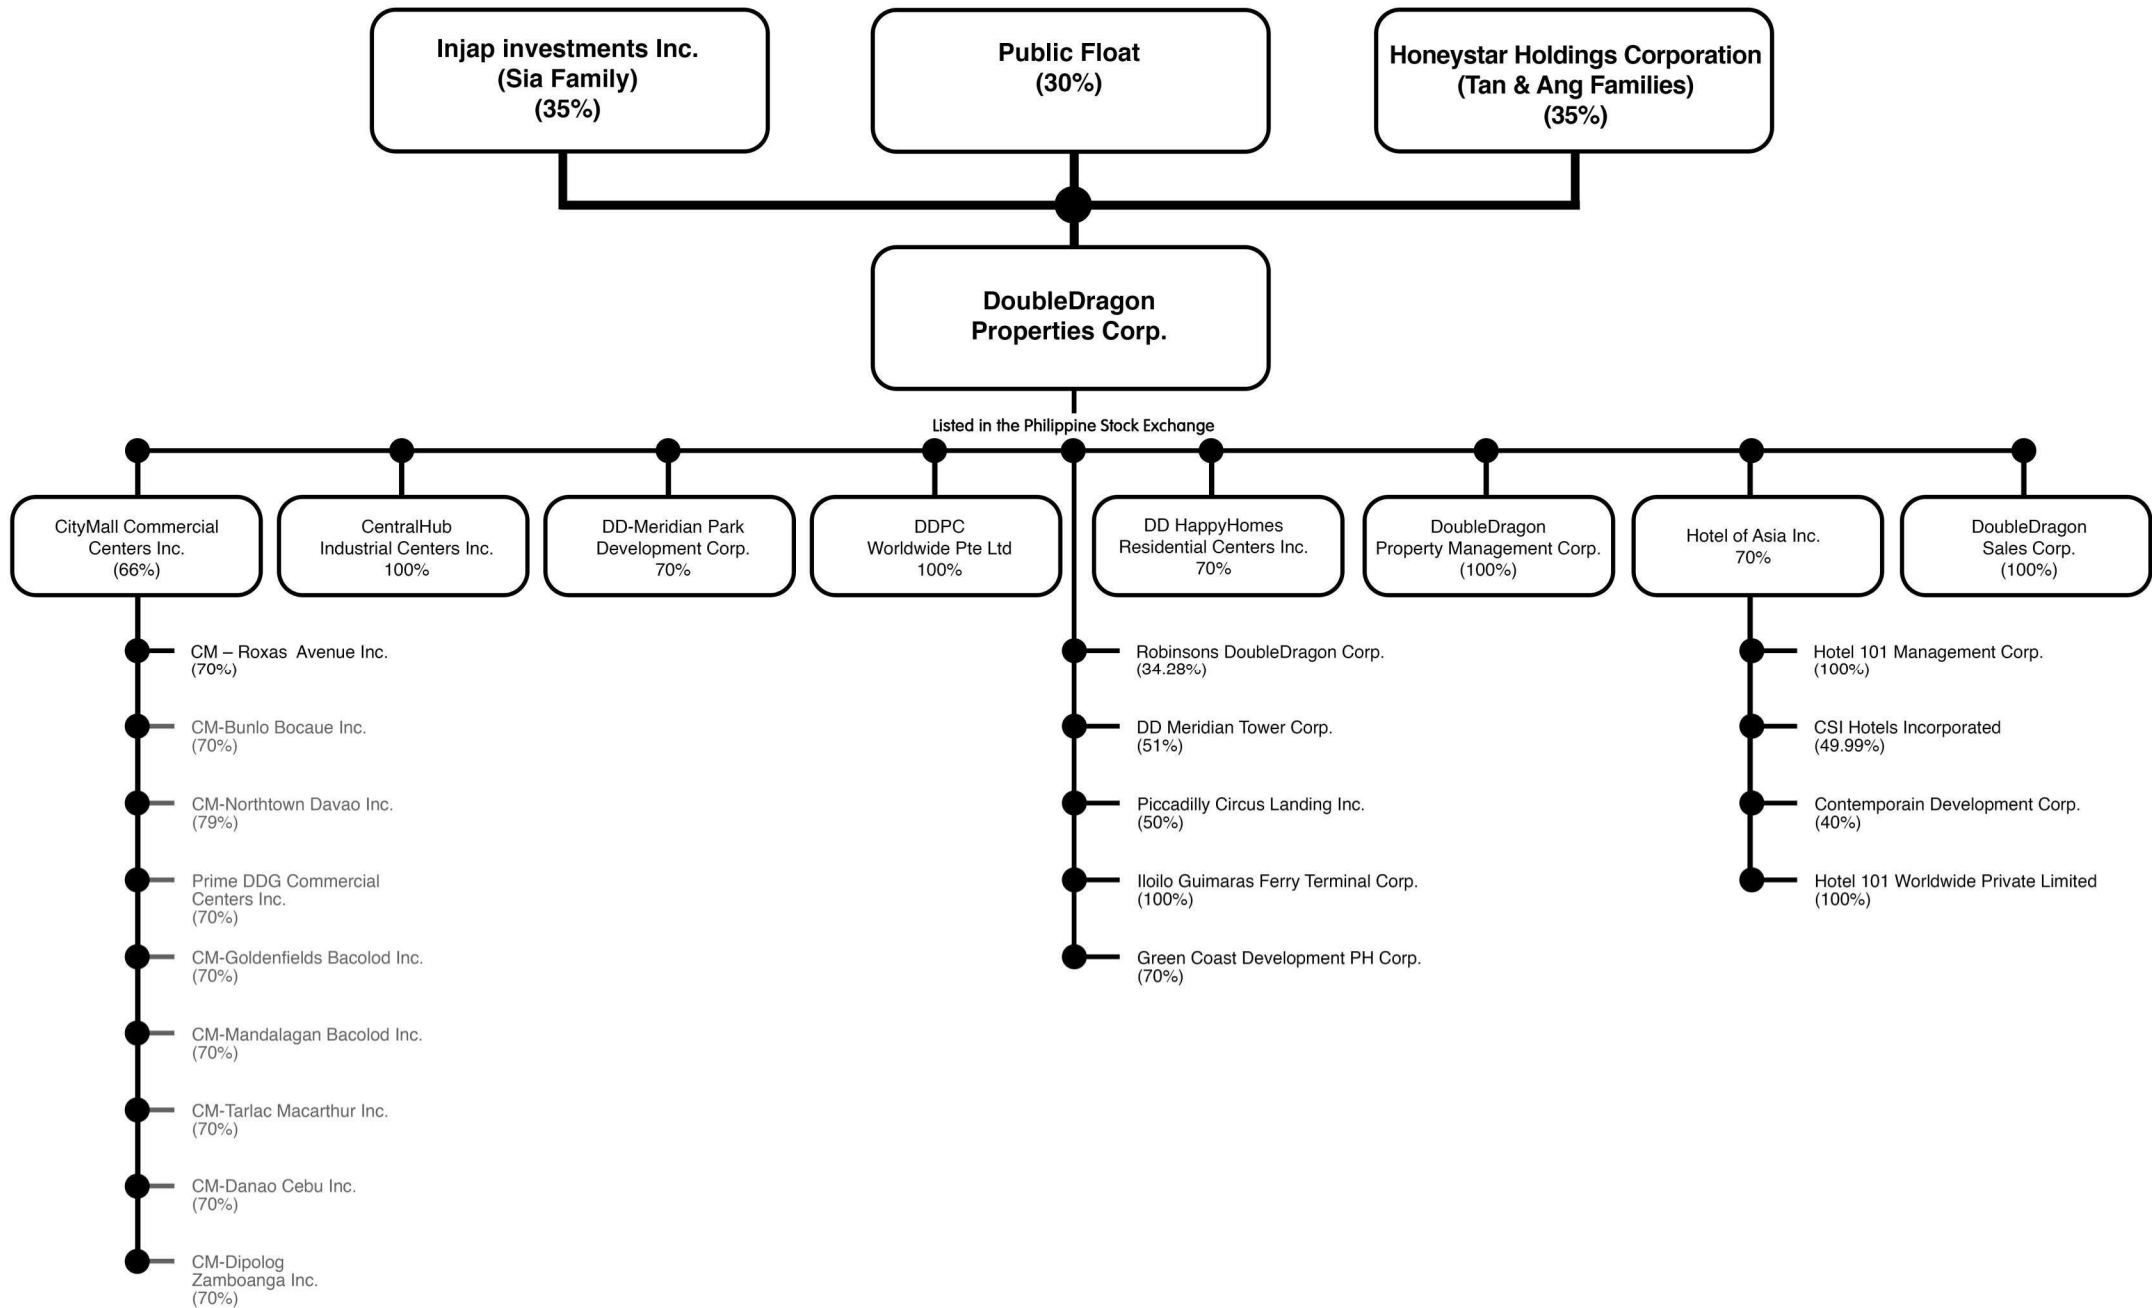 Injap investments Inc.
(Sia Family)
(35%)
Public Float
(30%)
Honeystar Holdings Corporation
(Tan & Ang Families)
(35%)
DoubleDragon
Properties Corp.
Listed in the Philippine Stock Exchange
CityMall Commercial
Centers Inc.
(66%)
CentralHub
Industrial Centers Inc.
100%
DD-Meridian Park
Development Corp.
70%
DDPC
Worldwide Pte Ltd
100%
DD HappyHomes
Residential Centers Inc.
70%
DoubleDragon
Property Management Corp.
(100%)
Hotel of Asia Inc.
70%
DoubleDragon
Sales Corp.
(100%)
CM – Roxas  Avenue Inc.
(70%)
CM-Bunlo Bocaue Inc.
(70%)
CM-Northtown Davao Inc.
(79%)
Prime DDG Commercial
Centers Inc.
(70%)
CM-Goldenfields Bacolod Inc.
(70%)
CM-Mandalagan Bacolod Inc.
(70%)
CM-Tarlac Macarthur Inc.
(70%)
CM-Danao Cebu Inc.
(70%)
CM-Dipolog
Zamboanga Inc.
(70%)
Robinsons DoubleDragon Corp.
(34.28%)
DD Meridian Tower Corp.
(51%)
Piccadilly Circus Landing Inc.
(50%)
Iloilo Guimaras Ferry Terminal Corp.
(100%)
Green Coast Development PH Corp.
(70%)
Hotel 101 Management Corp.
(100%)
CSI Hotels Incorporated
(49.99%)
Contemporain Development Corp.
(40%)
Hotel 101 Worldwide Private Limited
(100%)